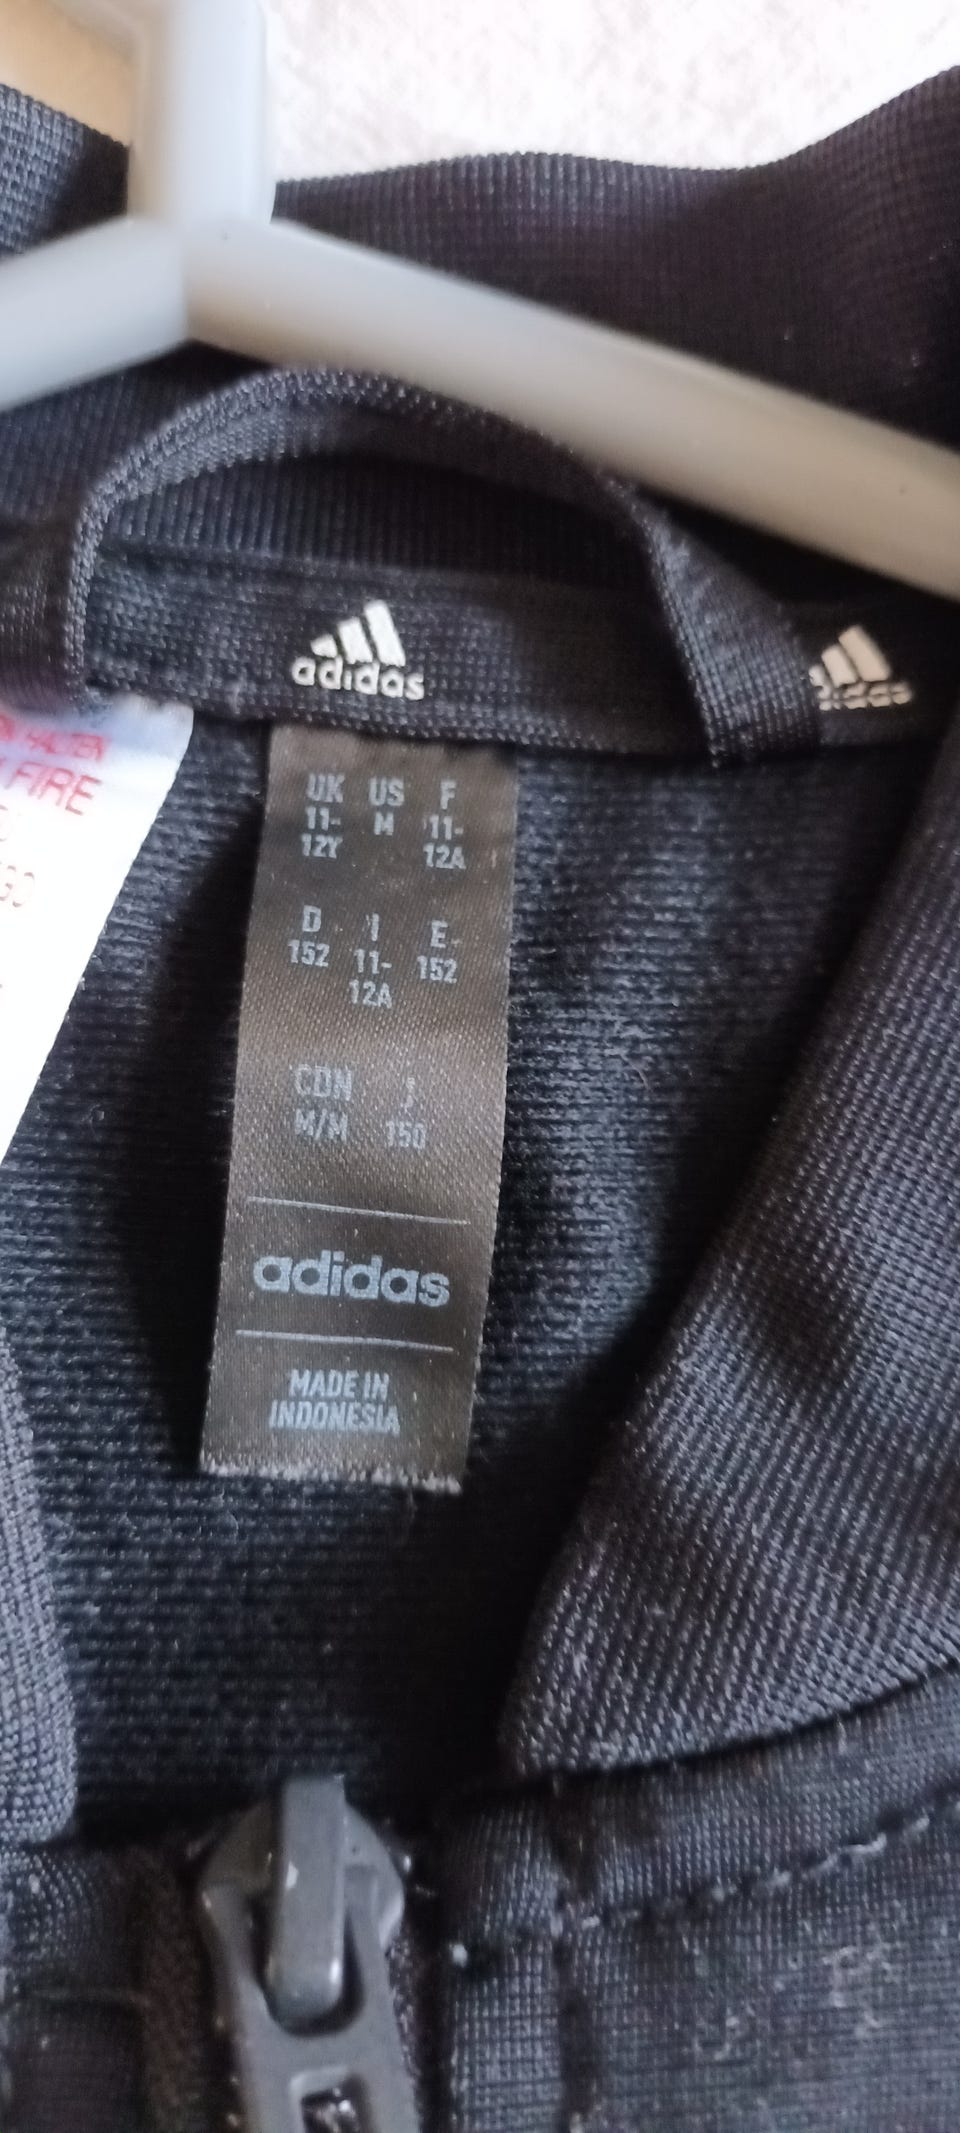 adidas
adidas
FIRE
UK US F
11- M 11-
12Y 12A
D I E
152 11- 152
12A
CDN J
M/M 150
adidas
MADE IN
INDONESIA